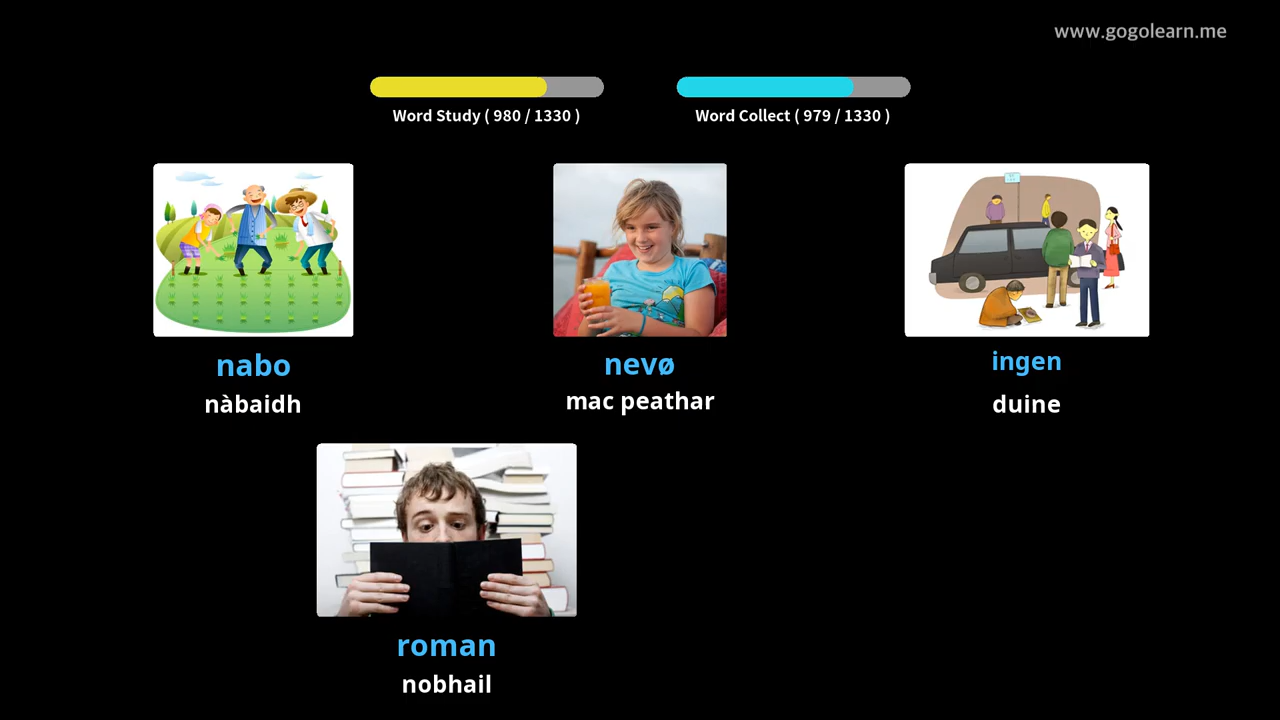 www.gogolearn.me
Word Study ( 980 / 1330 )
Word Collect ( 979 / 1330 )
nabo
nàbaidh
nevø
mac peathar
ingen
duine
roman
nobhail